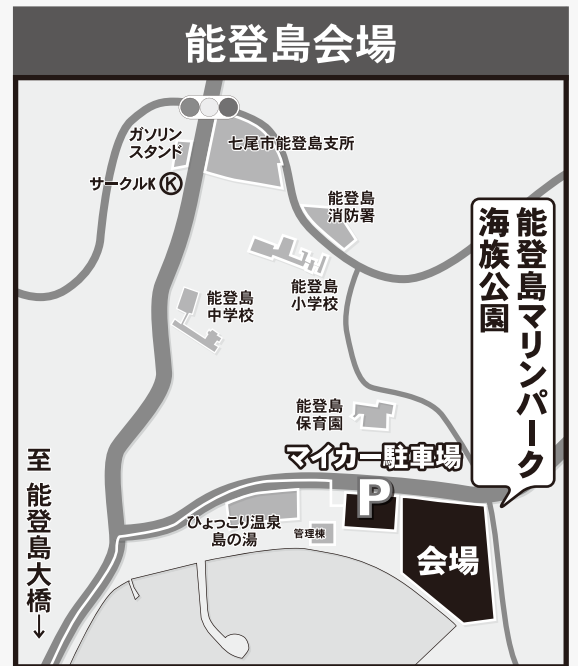 能登島会場
ガソリン
スタンド
七尾市能登島支所
サークルK Ⓚ
能登島
消防署
能登島マリンパーク
海族公園
能登島
小学校
能登島
中学校
能登島
保育園
マイカー駐車場
P
至 能登島大橋→
ひょっこり温泉
島の湯
管理棟
会場